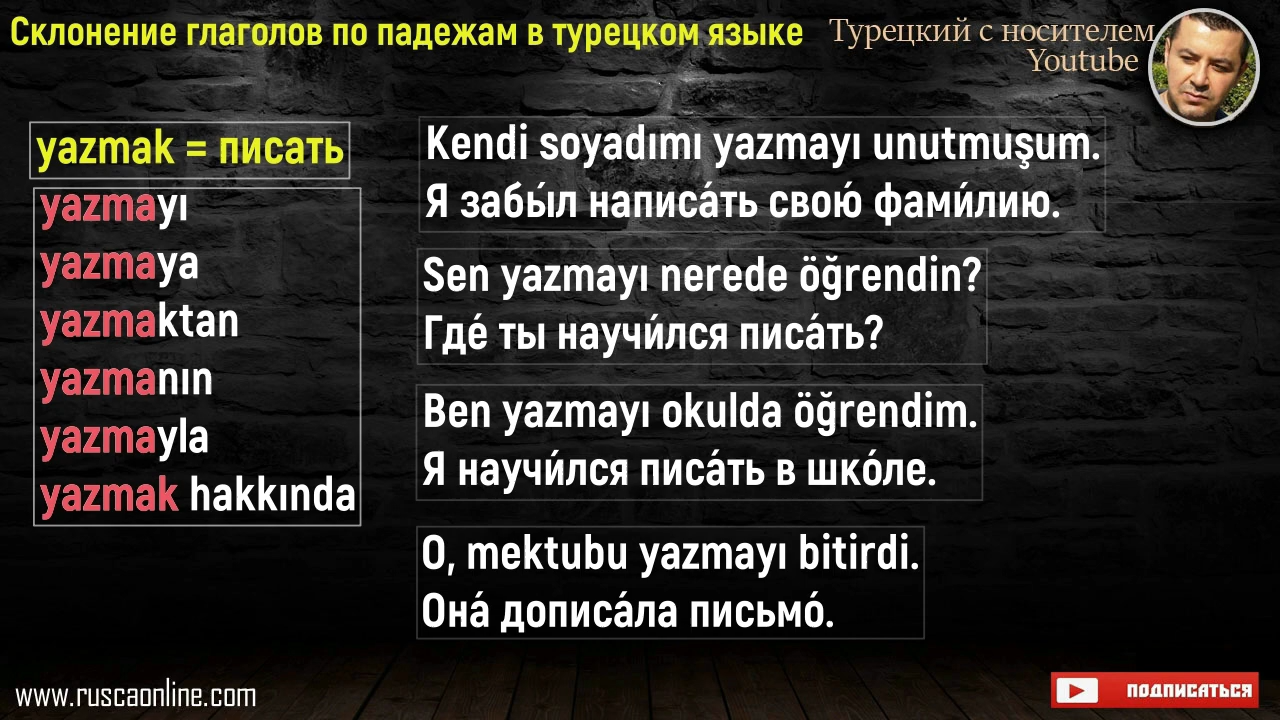 Склонение глаголов по падежам в турецком языке
Турецкий с носителем
Youtube
yazmak = писать
yazmayı
yazmaya
yazmaktan
yazmanın
yazmayla
yazmak hakkında
Kendi soyadımı yazmayı unutmuşum.
Я забы́л написа́ть свою́ фами́лию.
Sen yazmayı nerede öğrendin?
Где́ ты научи́лся писа́ть?
Ben yazmayı okulda öğrendim.
Я научи́лся писа́ть в шко́ле.
O, mektubu yazmayı bitirdi.
Она́ дописа́ла письмо́.
www.ruscaonline.com
ПОДПИСАТЬСЯ